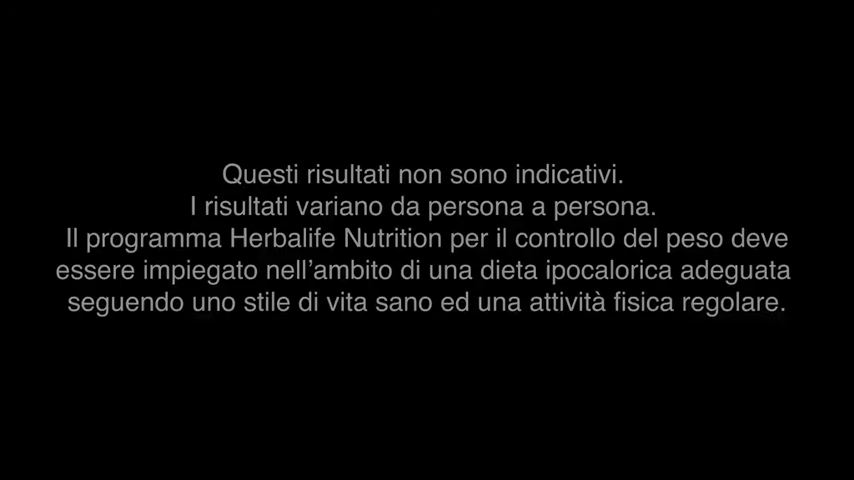 Questi risultati non sono indicativi.
I risultati variano da persona a persona.
Il programma Herbalife Nutrition per il controllo del peso deve
essere impiegato nell’ambito di una dieta ipocalorica adeguata
seguendo uno stile di vita sano ed una attività fisica regolare.